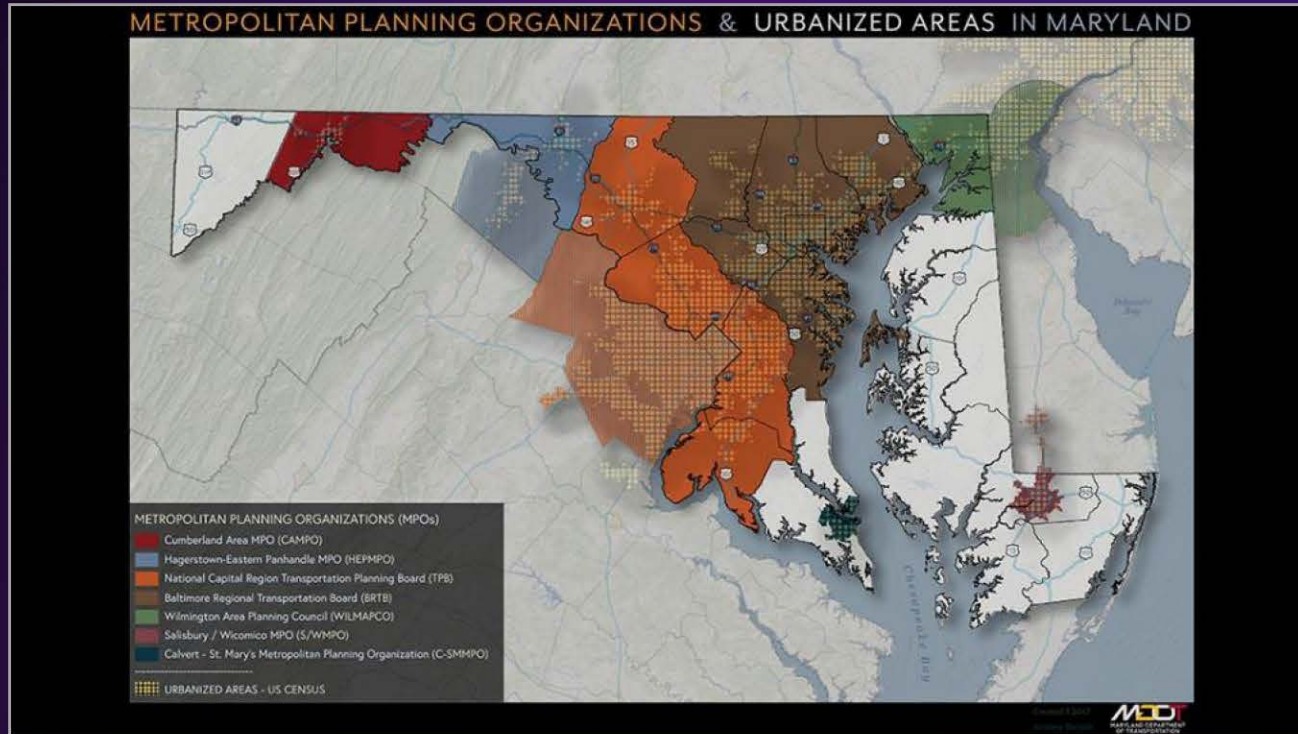 METROPOLITAN PLANNING ORGANIZATIONS & URBANIZED AREAS IN MARYLAND
Delaware
Bay
Chesapeake Bay
METROPOLITAN PLANNING ORGANIZATIONS (MPOs)
Cumberland Area MPO (CAMPO)
Hagerstown-Eastern Panhandle MPO (HEPMPO)
National Capital Region Transportation Planning Board (TPB)
Baltimore Regional Transportation Board (BRTB)
Wilmington Area Planning Council (WILMAPCO)
Salisbury / Wicomico MPO (S/WMPO)
Calvert - St. Mary's Metropolitan Planning Organization (C-SMMPO)
URBANIZED AREAS - US CENSUS
MDOT
MARYLAND DEPARTMENT
OF TRANSPORTATION